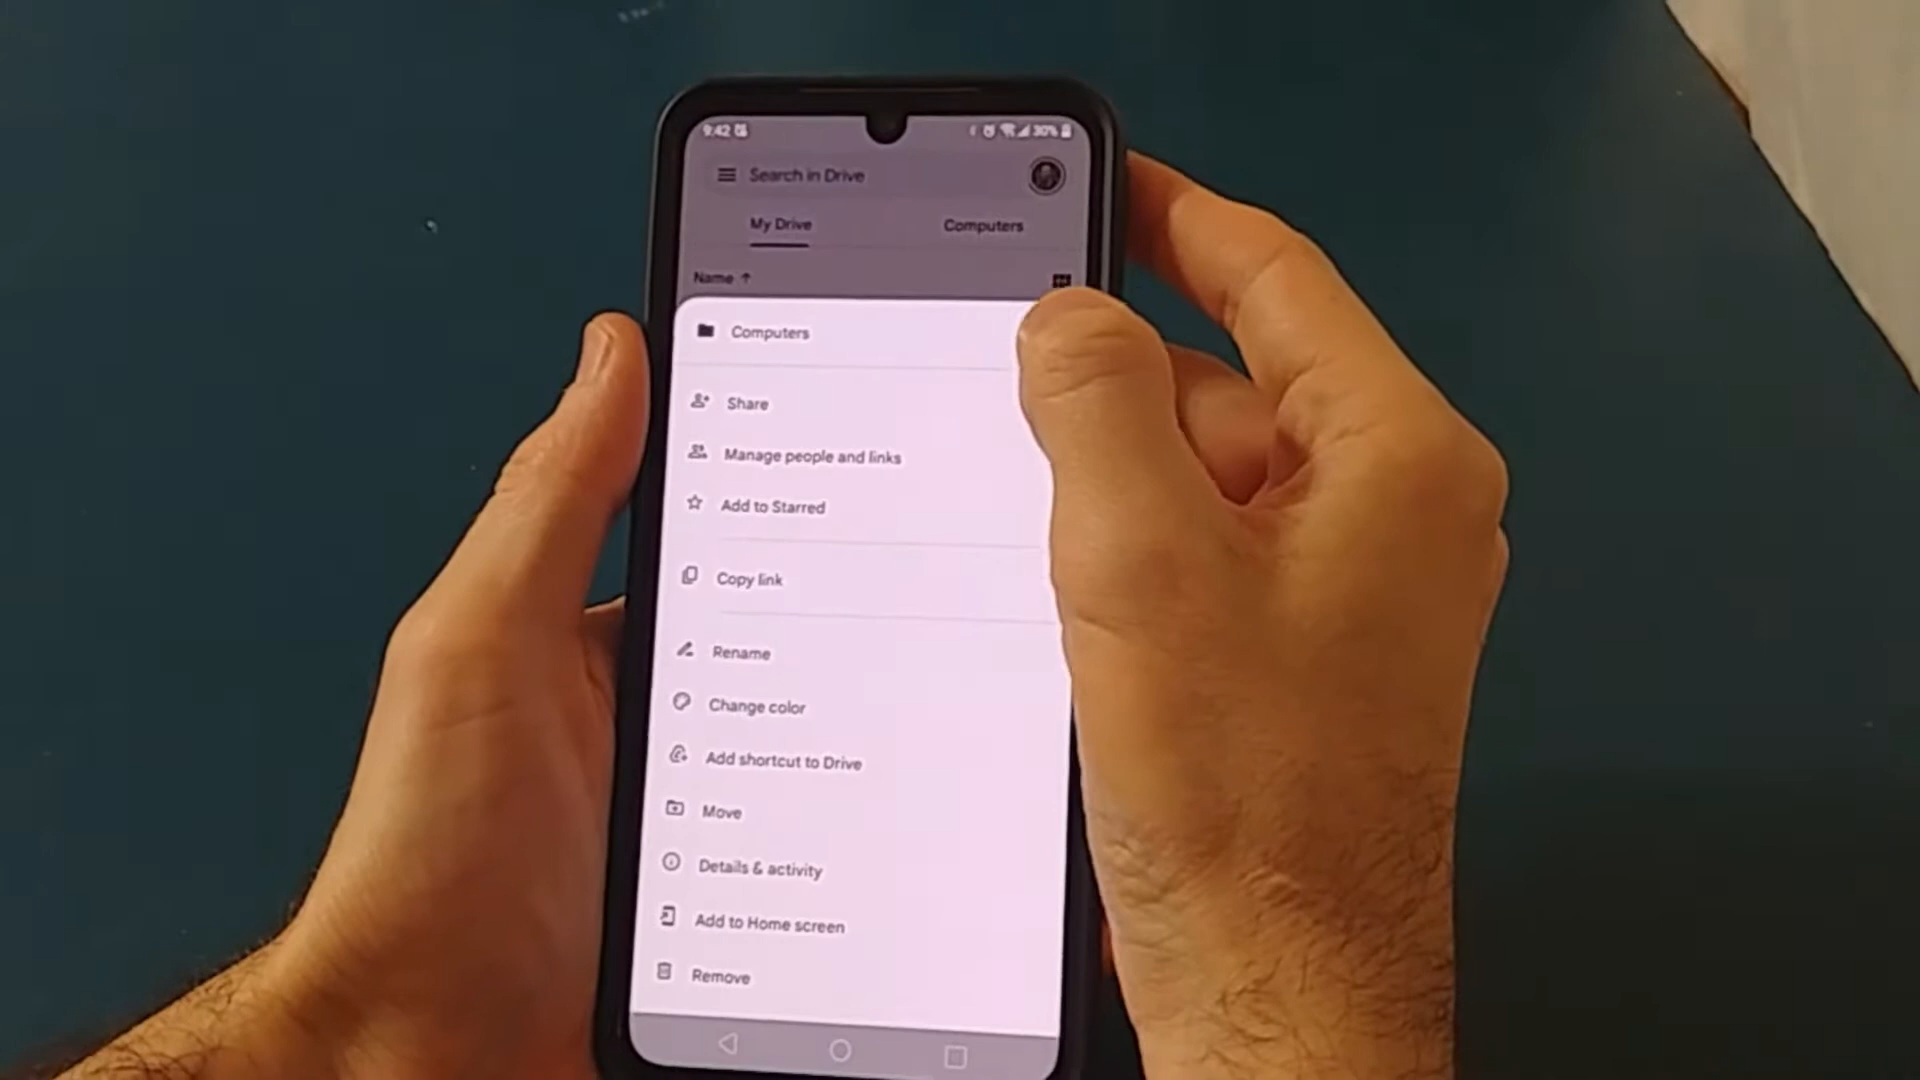 9:42 30%
Search in Drive
My Drive Computers
Name ↑
Computers
Share
Manage people and links
Add to Starred
Copy link
Rename
Change color
Add shortcut to Drive
Move
Details & activity
Add to Home screen
Remove